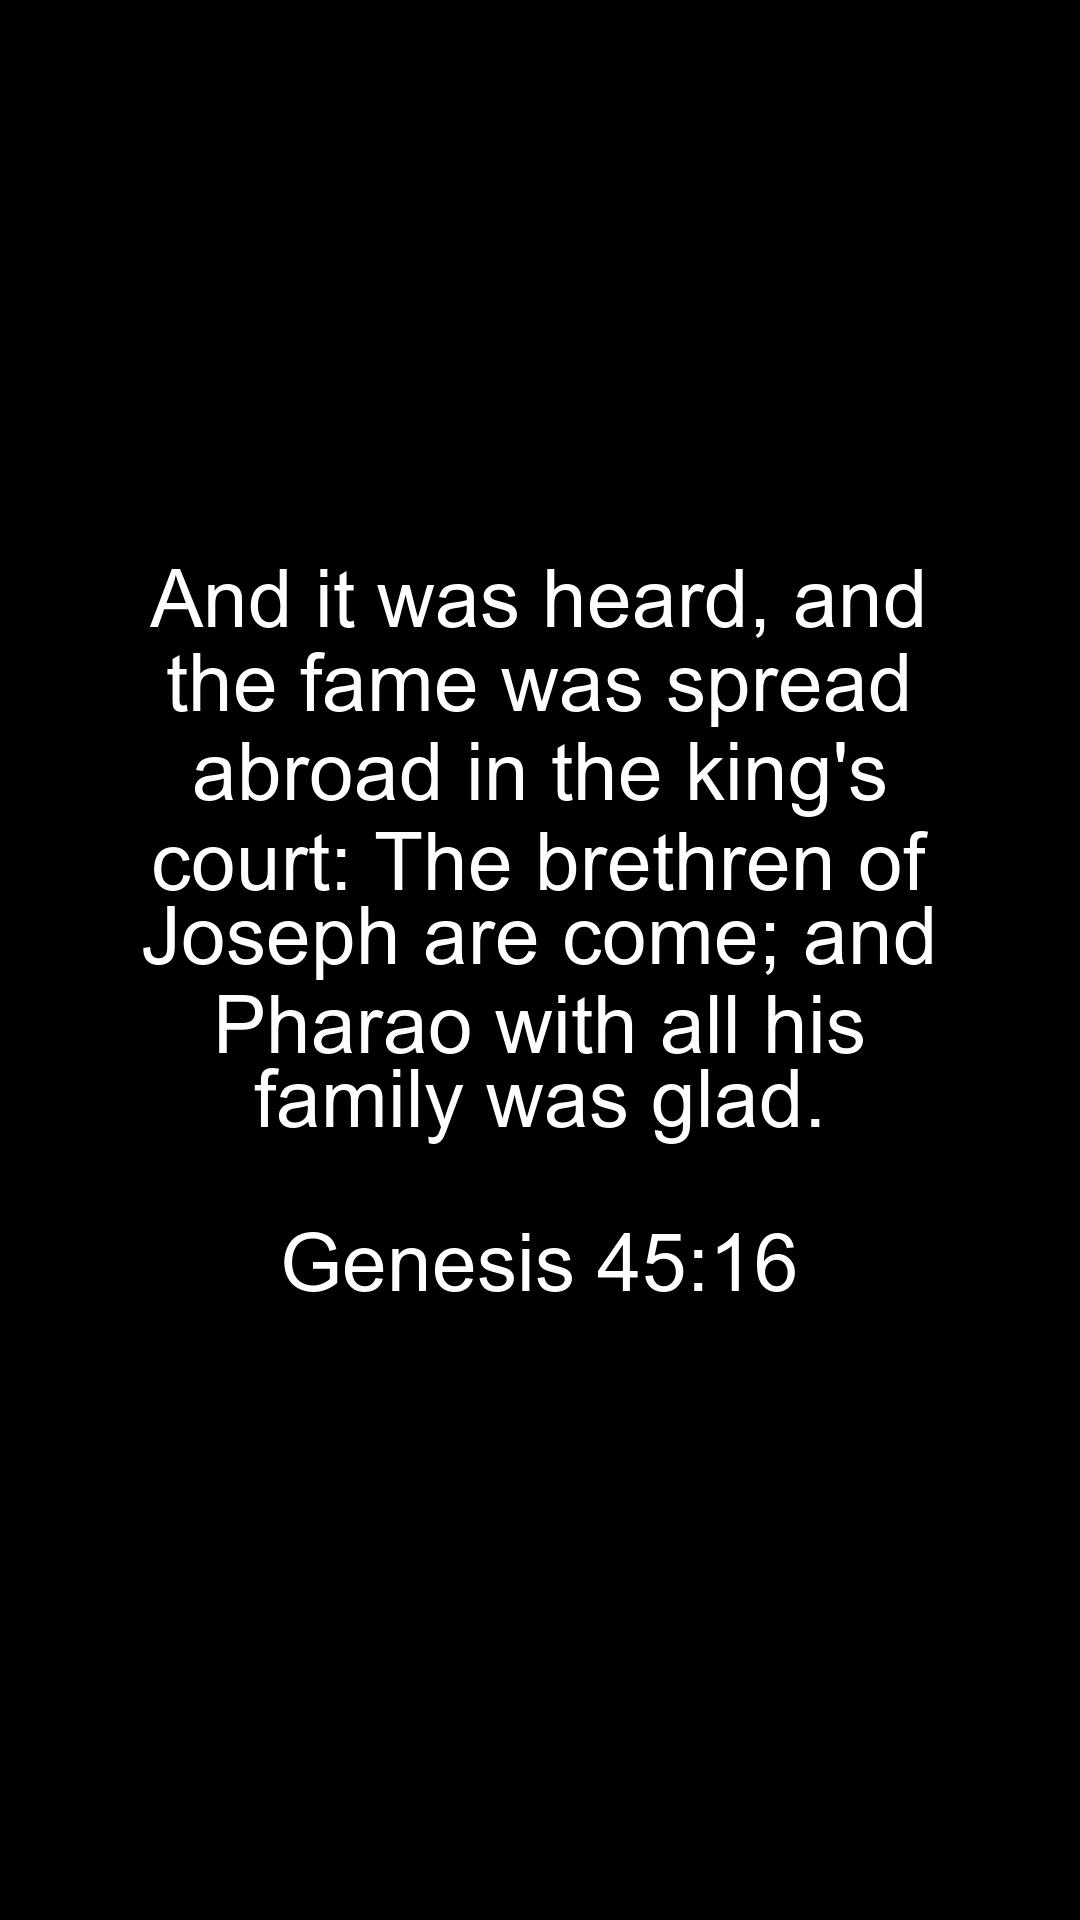 And it was heard, and
the fame was spread
abroad in the king's
court: The brethren of
Joseph are come; and
Pharao with all his
family was glad.
Genesis 45:16